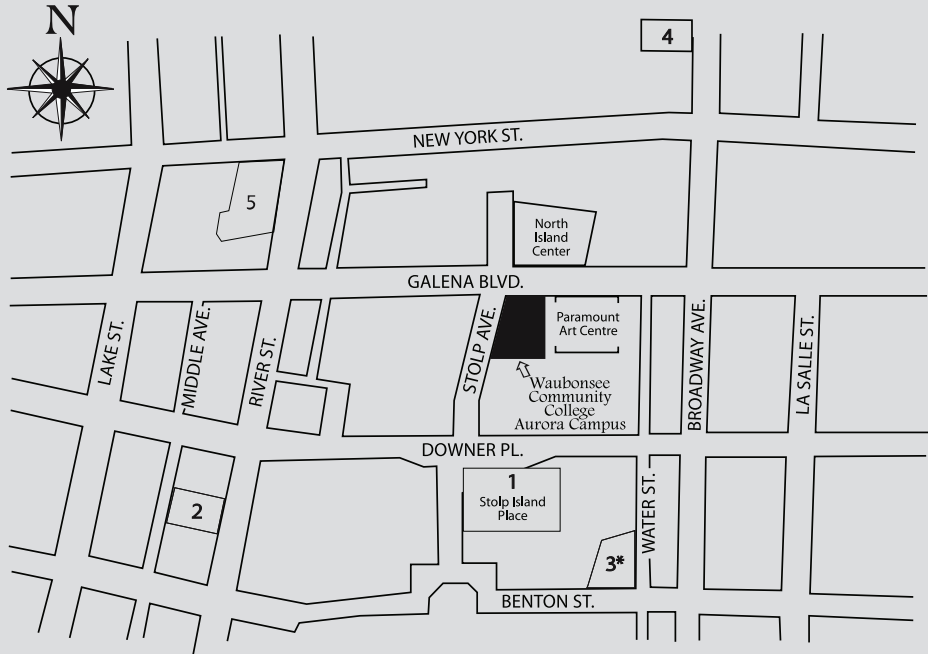 N
4
NEW YORK ST.
5
North
Island
Center
GALENA BLVD.
LAKE ST.
MIDDLE AVE.
RIVER ST.
STOLP AVE.
Paramount
Art Centre
BROADWAY AVE.
LA SALLE ST.
Waubonsee
Community
College
Aurora Campus
DOWNER PL.
1
Stolp Island
Place
2
WATER ST.
3*
BENTON ST.